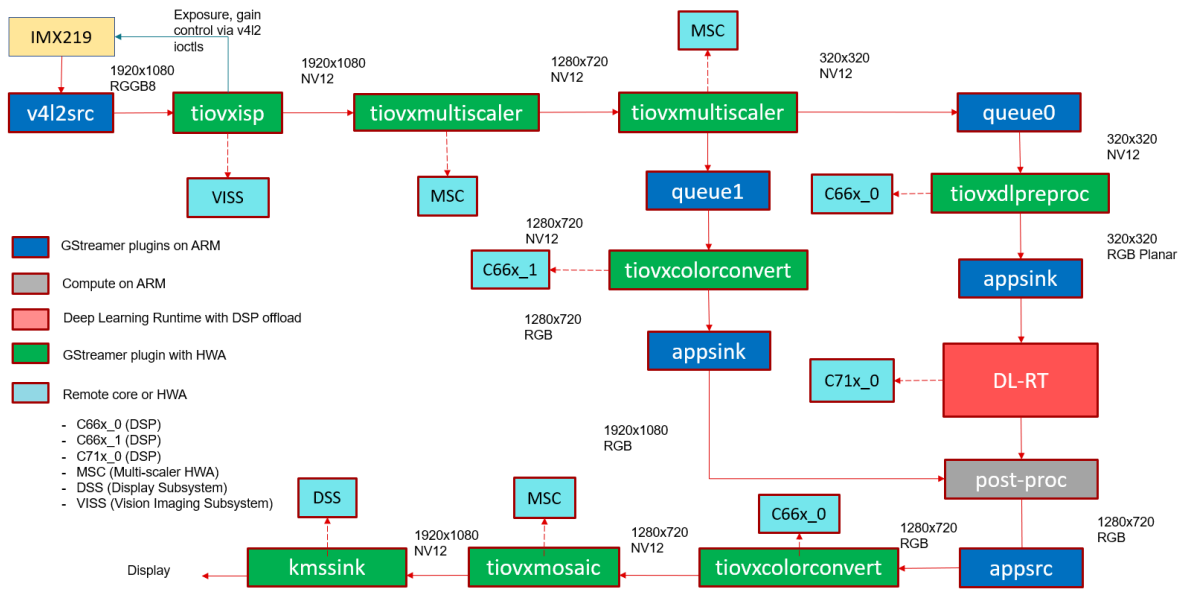 Exposure, gain
control via v4l2
ioctls
IMX219
MSC
1920x1080
RGGB8
1920x1080
NV12
1280x720
NV12
320x320
NV12
v4l2src
tiovxisp
tiovxmultiscaler
tiovxmultiscaler
queue0
320x320
NV12
VISS
MSC
queue1
C66x_0
tiovxdlpreproc
1280x720
NV12
320x320
RGB Planar
GStreamer plugins on ARM
C66x_1
tiovxcolorconvert
appsink
Compute on ARM
Deep Learning Runtime with DSP offload
1280x720
RGB
GStreamer plugin with HWA
appsink
C71x_0
DL-RT
Remote core or HWA
- C66x_0 (DSP)
- C66x_1 (DSP)
- C71x_0 (DSP)
- MSC (Multi-scaler HWA)
- DSS (Display Subsystem)
- VISS (Vision Imaging Subsystem)
1920x1080
RGB
post-proc
DSS
MSC
C66x_0
1920x1080
NV12
1280x720
NV12
1280x720
RGB
1280x720
RGB
Display
kmssink
tiovxmosaic
tiovxcolorconvert
appsrc